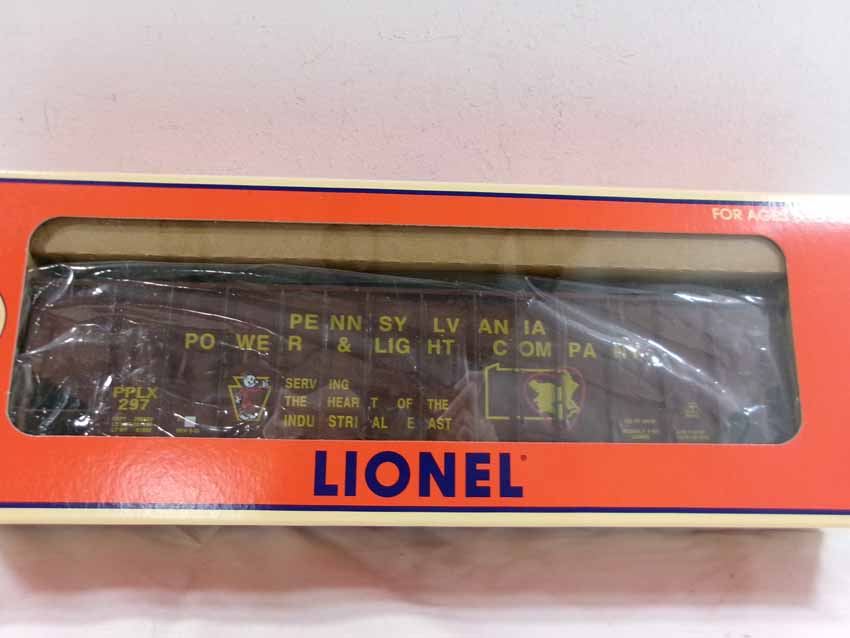 FOR AGES
PENNSYLVANIA
POWER & LIGHT COMPANY
SERVING
THE HEART OF THE
INDUSTRIAL EAST
PPLX
297
LIONEL